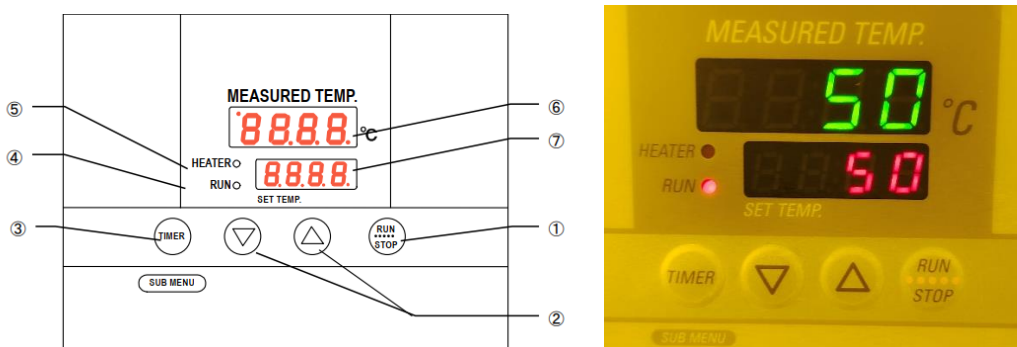 MEASURED TEMP.
8.8.8.8.
℃
⑥
⑤
HEATER
8.8.8.8.
⑦
④
RUN
SET TEMP.
③
TIMER
RUN
STOP
①
SUB MENU
②
MEASURED TEMP.
50
℃
HEATER
RUN
50
SET TEMP.
TIMER
RUN
STOP
SUB MENU